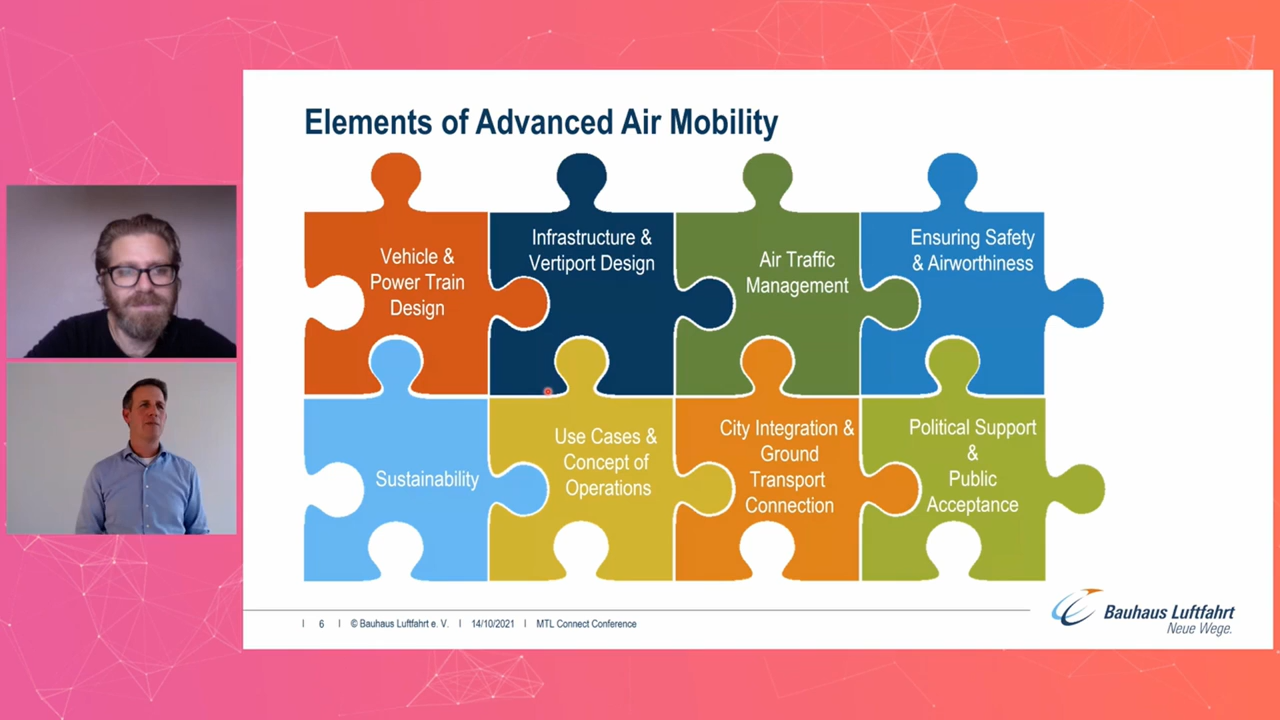 Elements of Advanced Air Mobility
Vehicle &
Power Train
Design
Infrastructure &
Vertiport Design
Air Traffic
Management
Ensuring Safety
& Airworthiness
Sustainability
Use Cases &
Concept of
Operations
City Integration &
Ground
Transport
Connection
Political Support
&
Public
Acceptance
6 | © Bauhaus Luftfahrt e. V. | 14/10/2021 | MTL Connect Conference
Bauhaus Luftfahrt
Neue Wege.